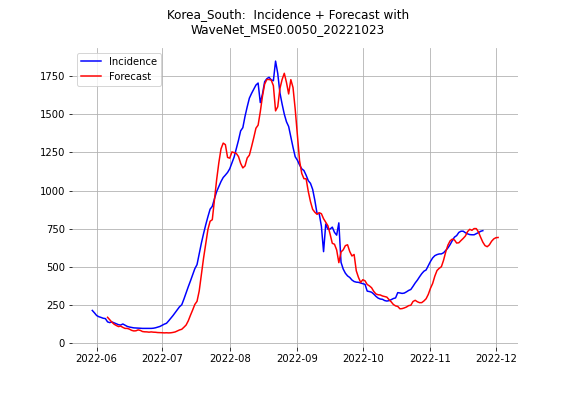 Korea_South:  Incidence + Forecast with
WaveNet_MSE0.0050_20221023
Incidence
Forecast
1750
1500
1250
1000
750
500
250
0
2022-06 2022-07 2022-08 2022-09 2022-10 2022-11 2022-12